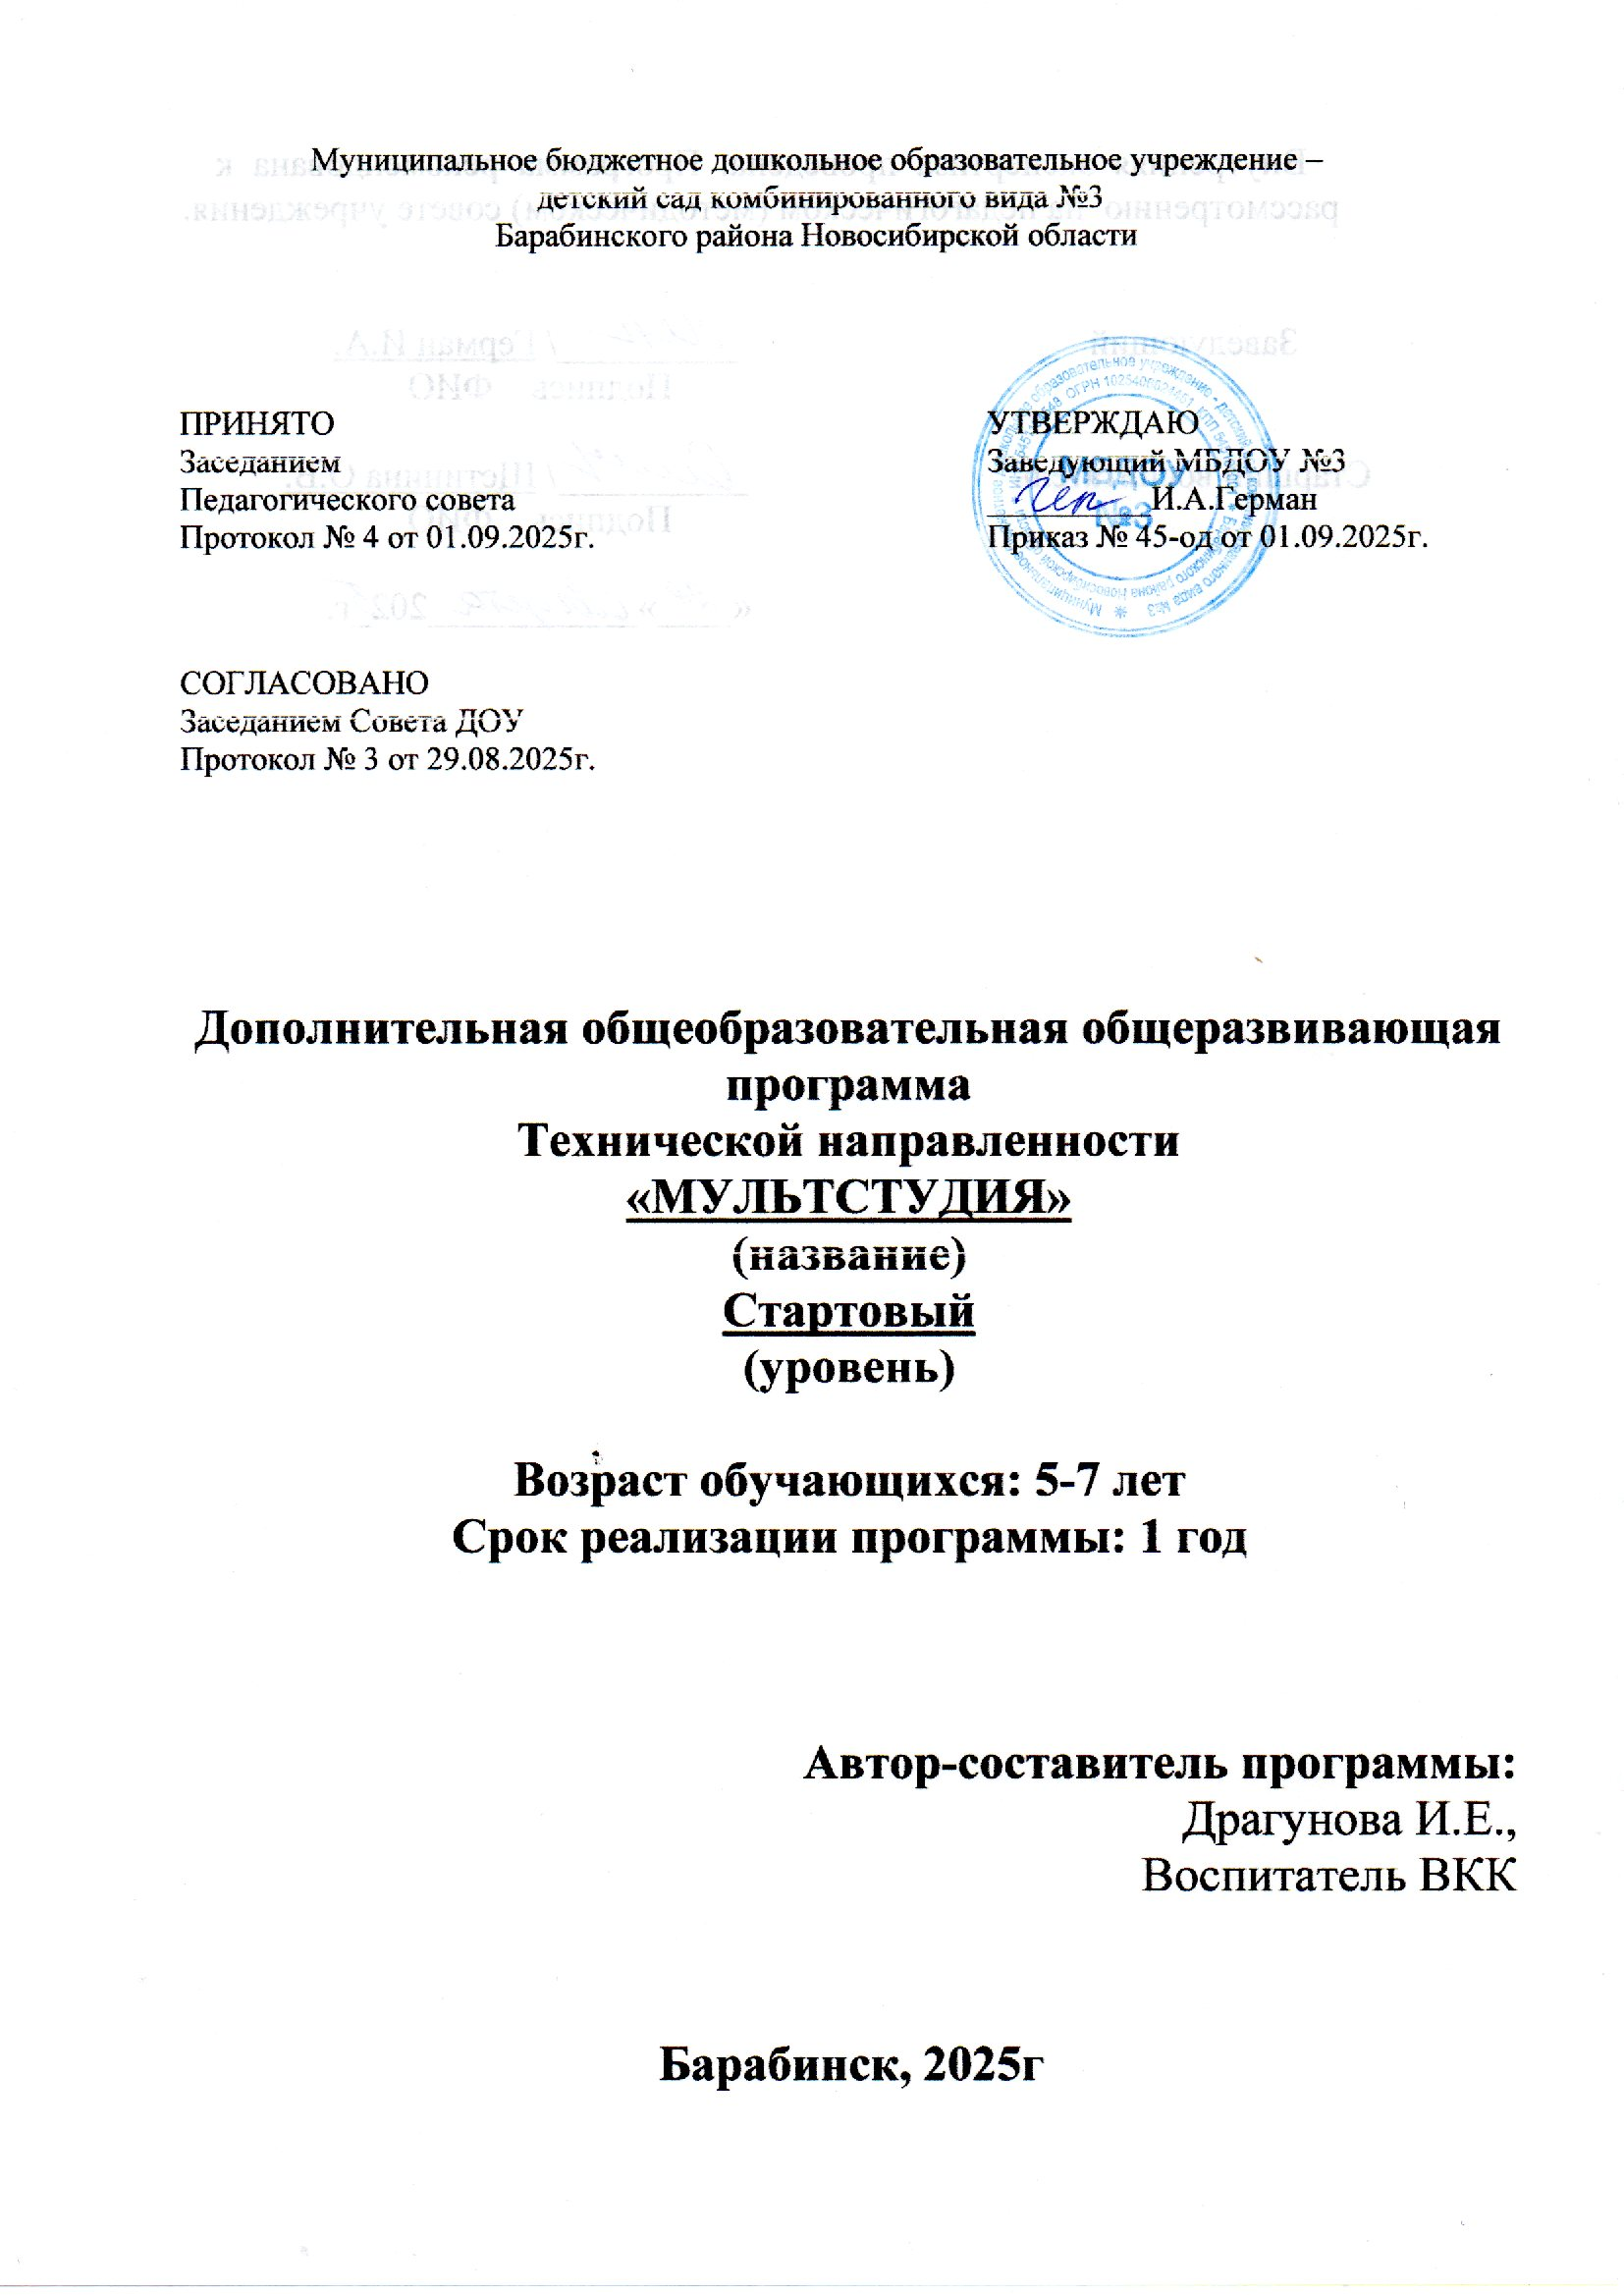 Муниципальное бюджетное дошкольное образовательное учреждение –
детский сад комбинированного вида №3
Барабинского района Новосибирской области
ПРИНЯТО
Заседанием
Педагогического совета
Протокол № 4 от 01.09.2025г.
УТВЕРЖДАЮ
Заведующий МБДОУ №3
И.А.Герман
Приказ № 45-од от 01.09.2025г.
МБДОУ
№3
СОГЛАСОВАНО
Заседанием Совета ДОУ
Протокол № 3 от 29.08.2025г.
Дополнительная общеобразовательная общеразвивающая
программа
Технической направленности
«МУЛЬТСТУДИЯ»
(название)
Стартовый
(уровень)
Возраст обучающихся: 5-7 лет
Срок реализации программы: 1 год
Автор-составитель программы:
Драгунова И.Е.,
Воспитатель ВКК
Барабинск, 2025г